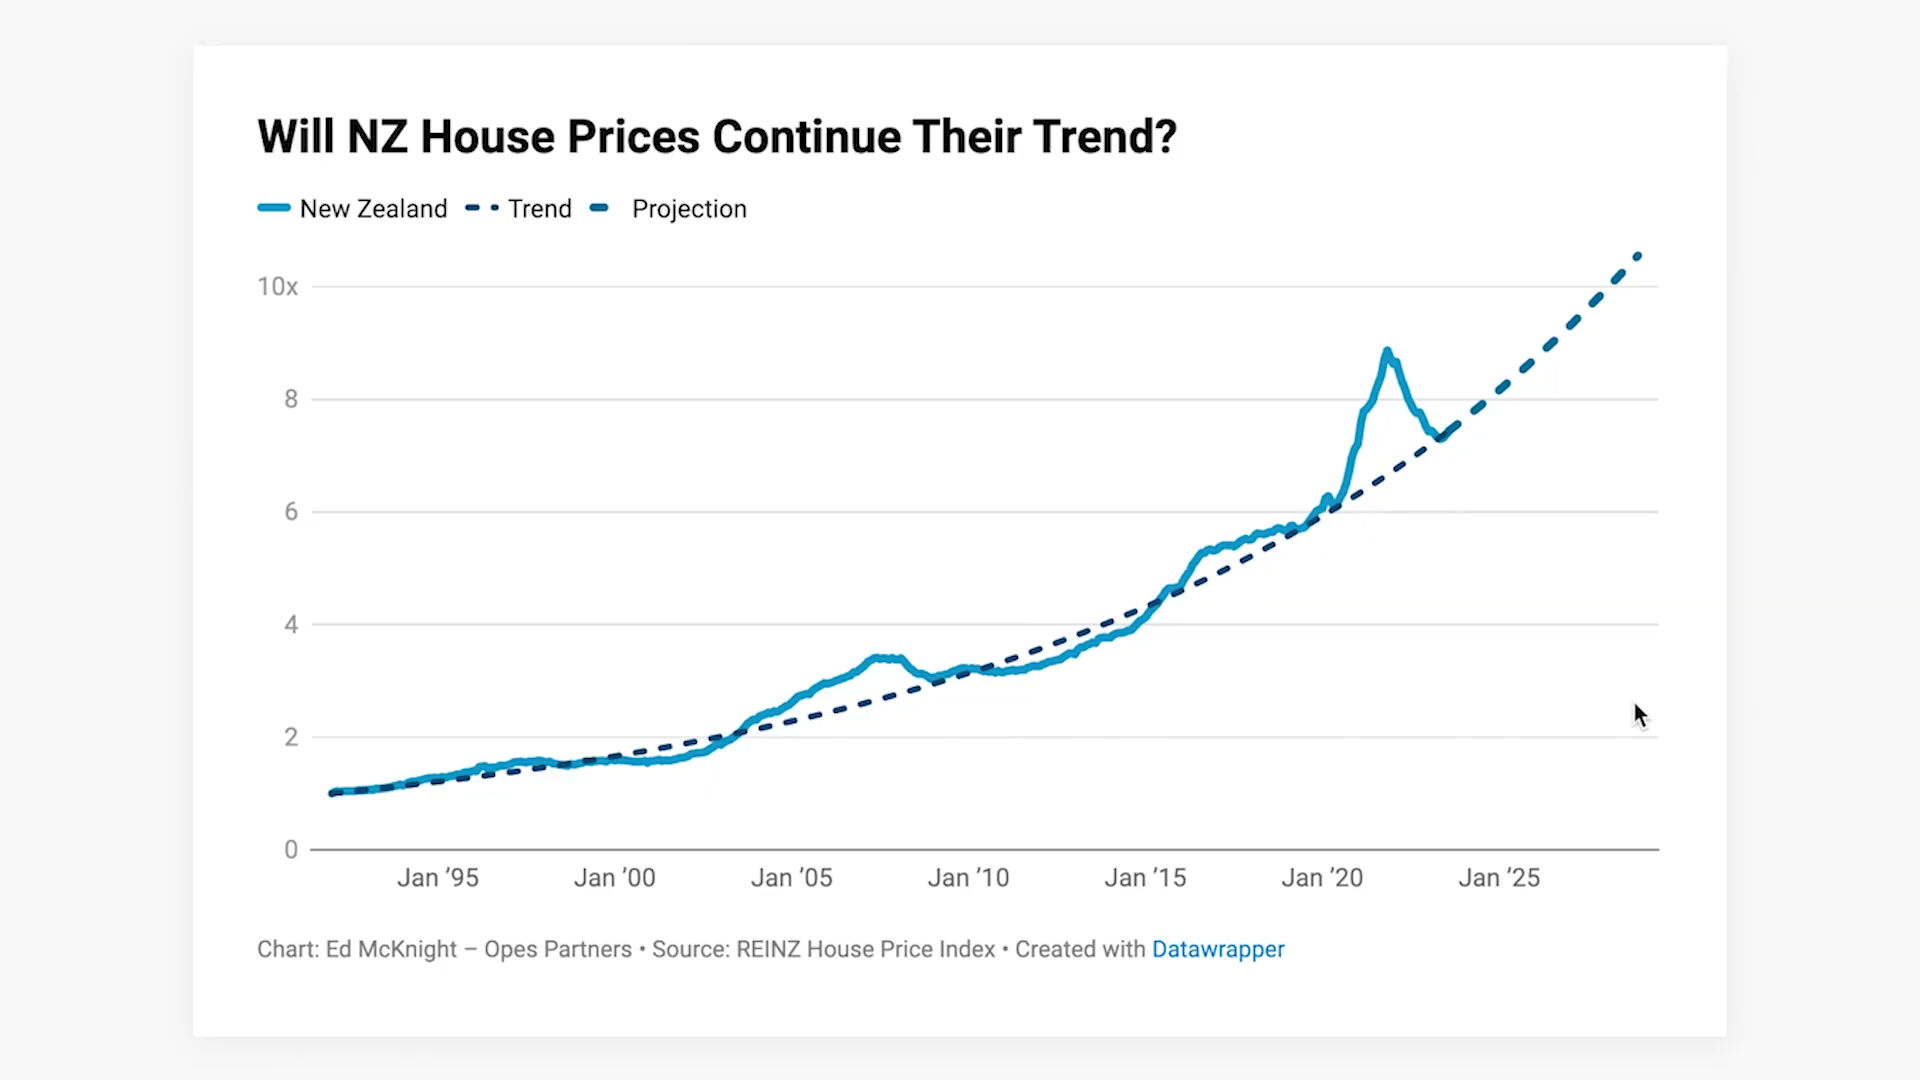 Will NZ House Prices Continue Their Trend?
New Zealand Trend Projection
10x
8
6
4
2
0
Jan ’95 Jan ’00 Jan ’05 Jan ’10 Jan ’15 Jan ’20 Jan ’25
Chart: Ed McKnight – Opes Partners • Source: REINZ House Price Index • Created with Datawrapper